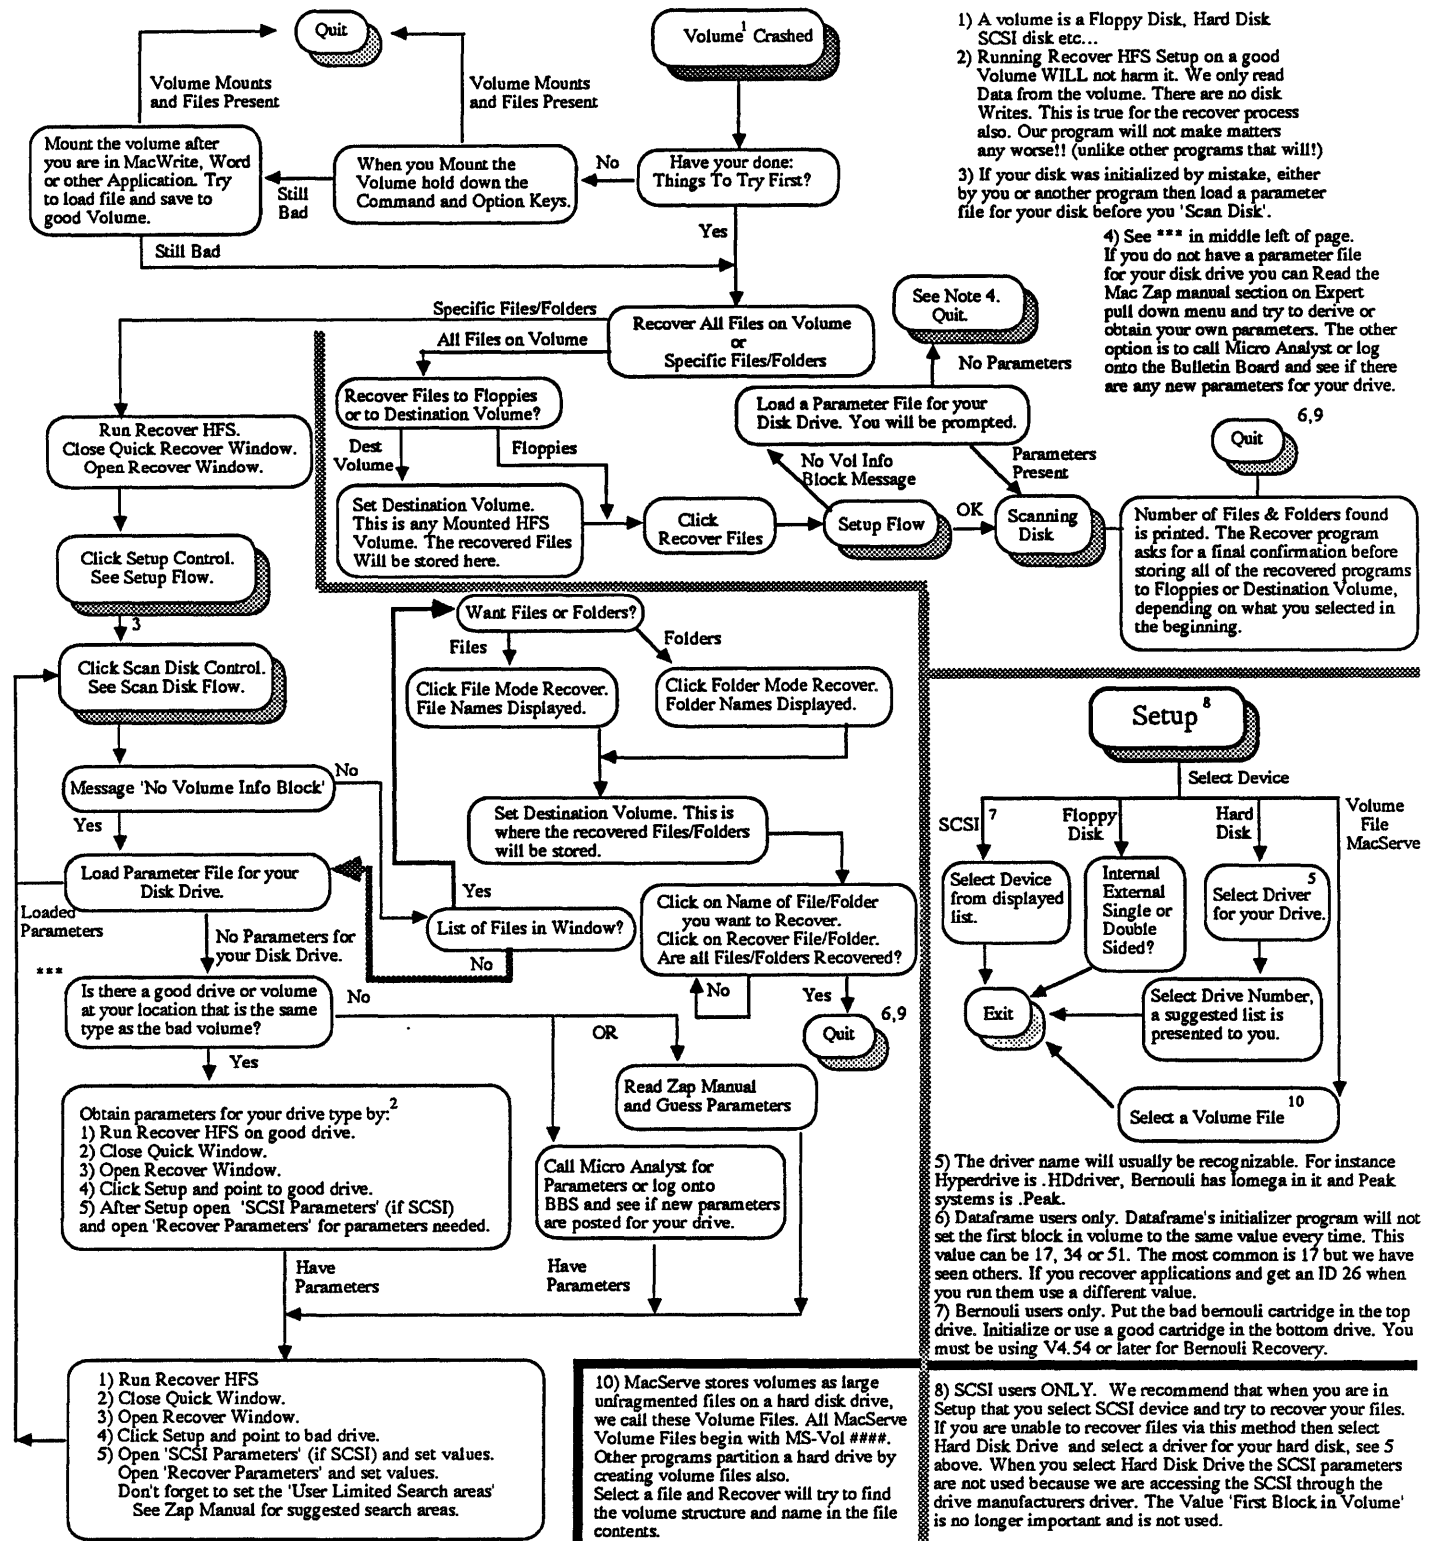 Quit
Volume¹ Crashed
Volume Mounts
and Files Present
Volume Mounts
and Files Present
Mount the volume after
you are in MacWrite, Word
or other Application. Try
to load file and save to
good Volume.
Still
Bad
When you Mount the
Volume hold down the
Command and Option Keys.
No
Have your done:
Things To Try First?
Yes
Still Bad
1) A volume is a Floppy Disk, Hard Disk
SCSI disk etc...
2) Running Recover HFS Setup on a good
Volume WILL not harm it. We only read
Data from the volume. There are no disk
Writes. This is true for the recover process
also. Our program will not make matters
any worse!! (unlike other programs that will!)
3) If your disk was initialized by mistake, either
by you or another program then load a parameter
file for your disk before you 'Scan Disk'.
4) See *** in middle left of page.
If you do not have a parameter file
for your disk drive you can Read the
Mac Zap manual section on Expert
pull down menu and try to derive or
obtain your own parameters. The other
option is to call Micro Analyst or log
onto the Bulletin Board and see if there
are any new parameters for your drive.
Specific Files/Folders
All Files on Volume
Recover All Files on Volume
or
Specific Files/Folders
See Note 4.
Quit.
No Parameters
Recover Files to Floppies
or to Destination Volume?
Dest
Volume
Floppies
Load a Parameter File for your
Disk Drive. You will be prompted.
No Vol Info
Block Message
Parameters
Present
6,9
Quit
Run Recover HFS.
Close Quick Recover Window.
Open Recover Window.
Set Destination Volume.
This is any Mounted HFS
Volume. The recovered Files
Will be stored here.
Click
Recover Files
Setup Flow
OK
Scanning
Disk
Number of Files & Folders found
is printed. The Recover program
asks for a final confirmation before
storing all of the recovered programs
to Floppies or Destination Volume,
depending on what you selected in
the beginning.
Click Setup Control.
See Setup Flow.
3
Click Scan Disk Control.
See Scan Disk Flow.
Want Files or Folders?
Files
Folders
Click File Mode Recover.
File Names Displayed.
Click Folder Mode Recover.
Folder Names Displayed.
Message 'No Volume Info Block'
No
Yes
Set Destination Volume. This is
where the recovered Files/Folders
will be stored.
Load Parameter File for your
Disk Drive.
Loaded
Parameters
No Parameters for
your Disk Drive.
Yes
List of Files in Window?
No
Click on Name of File/Folder
you want to Recover.
Click on Recover File/Folder.
Are all Files/Folders Recovered?
No
Yes
6,9
Quit
***
Is there a good drive or volume
at your location that is the same
type as the bad volume?
No
Yes
OR
Read Zap Manual
and Guess Parameters
Obtain parameters for your drive type by:²
1) Run Recover HFS on good drive.
2) Close Quick Window.
3) Open Recover Window.
4) Click Setup and point to good drive.
5) After Setup open 'SCSI Parameters' (if SCSI)
and open 'Recover Parameters' for parameters needed.
Call Micro Analyst for
Parameters or log onto
BBS and see if new parameters
are posted for your drive.
Have
Parameters
Have
Parameters
1) Run Recover HFS
2) Close Quick Window.
3) Open Recover Window.
4) Click Setup and point to bad drive.
5) Open 'SCSI Parameters' (if SCSI) and set values.
Open 'Recover Parameters' and set values.
Don't forget to set the 'User Limited Search areas'
See Zap Manual for suggested search areas.
Setup⁸
Select Device
SCSI⁷
Floppy
Disk
Hard
Disk
Volume
File
MacServe
Select Device
from displayed
list.
Internal
External
Single or
Double
Sided?
5
Select Driver
for your Drive.
Exit
Select Drive Number,
a suggested list is
presented to you.
Select a Volume File¹⁰
5) The driver name will usually be recognizable. For instance
Hyperdrive is .HDdriver, Bernouli has Iomega in it and Peak
systems is .Peak.
6) Dataframe users only. Dataframe's initializer program will not
set the first block in volume to the same value every time. This
value can be 17, 34 or 51. The most common is 17 but we have
seen others. If you recover applications and get an ID 26 when
you run them use a different value.
7) Bernouli users only. Put the bad bernouli cartridge in the top
drive. Initialize or use a good cartridge in the bottom drive. You
must be using V4.54 or later for Bernouli Recovery.
10) MacServe stores volumes as large
unfragmented files on a hard disk drive,
we call these Volume Files. All MacServe
Volume Files begin with MS-Vol ####.
Other programs partition a hard drive by
creating volume files also.
Select a file and Recover will try to find
the volume structure and name in the file
contents.
8) SCSI users ONLY. We recommend that when you are in
Setup that you select SCSI device and try to recover your files.
If you are unable to recover files via this method then select
Hard Disk Drive and select a driver for your hard disk, see 5
above. When you select Hard Disk Drive the SCSI parameters
are not used because we are accessing the SCSI through the
drive manufacturers driver. The Value 'First Block in Volume'
is no longer important and is not used.